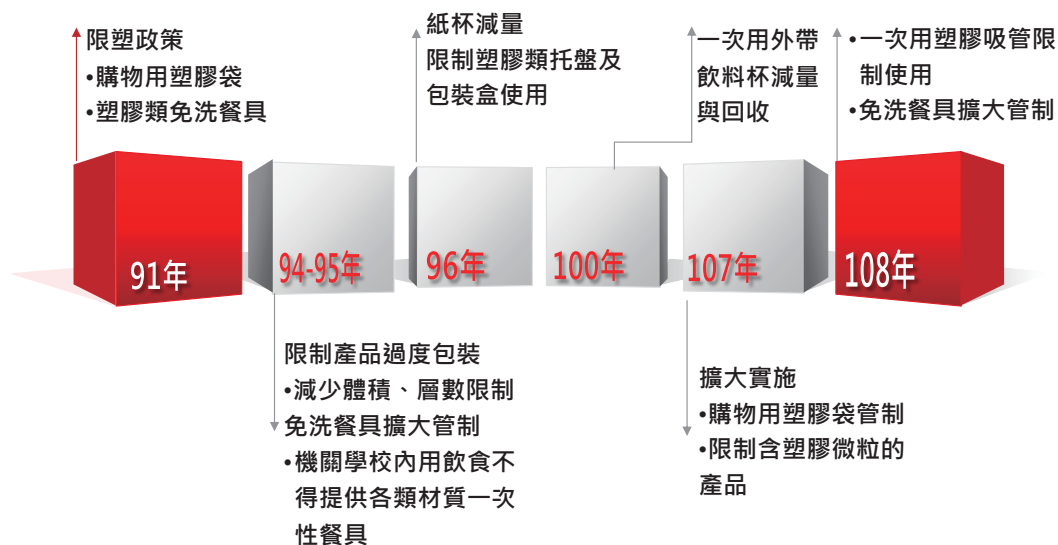 限塑政策
•購物用塑膠袋
•塑膠類免洗餐具
紙杯減量
限制塑膠類托盤及
包裝盒使用
一次用外帶
飲料杯減量
與回收
•一次用塑膠吸管限
制使用
•免洗餐具擴大管制
91年
94-95年
96年
100年
107年
108年
限制產品過度包裝
•減少體積、層數限制
免洗餐具擴大管制
•機關學校內用飲食不
得提供各類材質一次
性餐具
擴大實施
•購物用塑膠袋管制
•限制含塑膠微粒的
產品